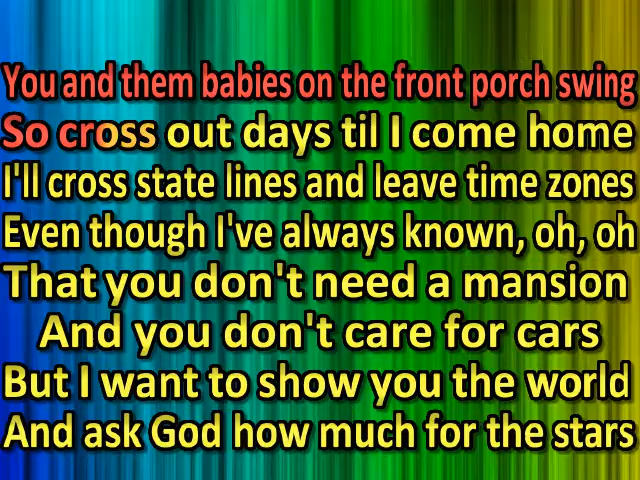 You and them babies on the front porch swing
So cross out days til I come home
I'll cross state lines and leave time zones
Even though I've always known, oh, oh
That you don't need a mansion
And you don't care for cars
But I want to show you the world
And ask God how much for the stars